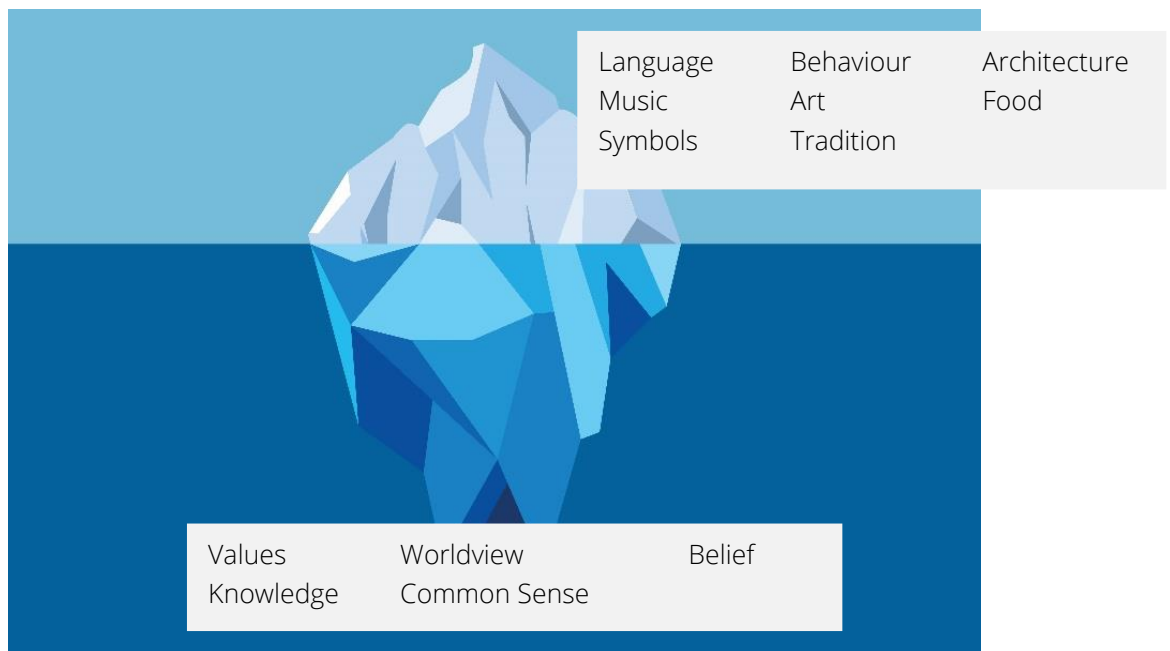 Language Behaviour Architecture
Music Art Food
Symbols Tradition
Values Worldview Belief
Knowledge Common Sense